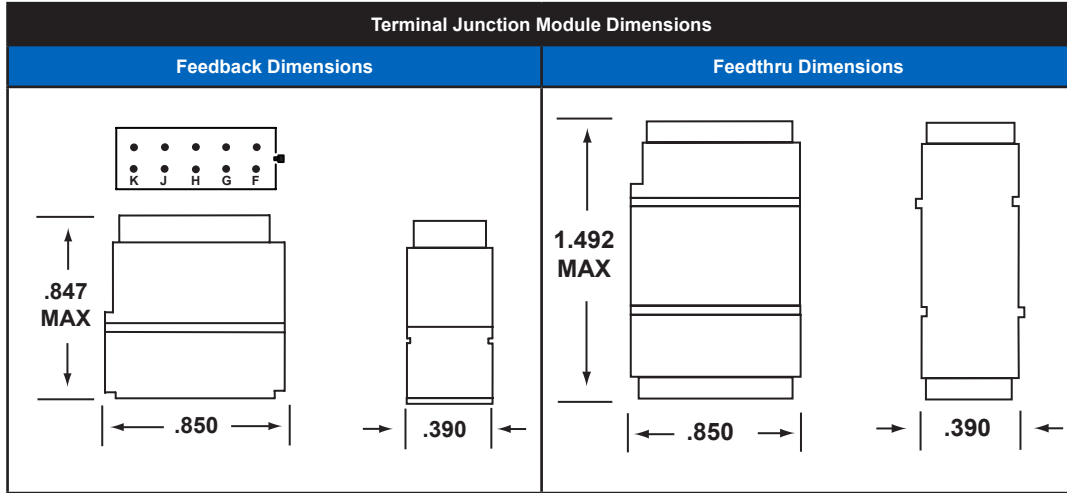 Terminal Junction Module Dimensions
Feedback Dimensions
Feedthru Dimensions
K J H G F
.847
MAX
.850
.390
1.492
MAX
.850
.390